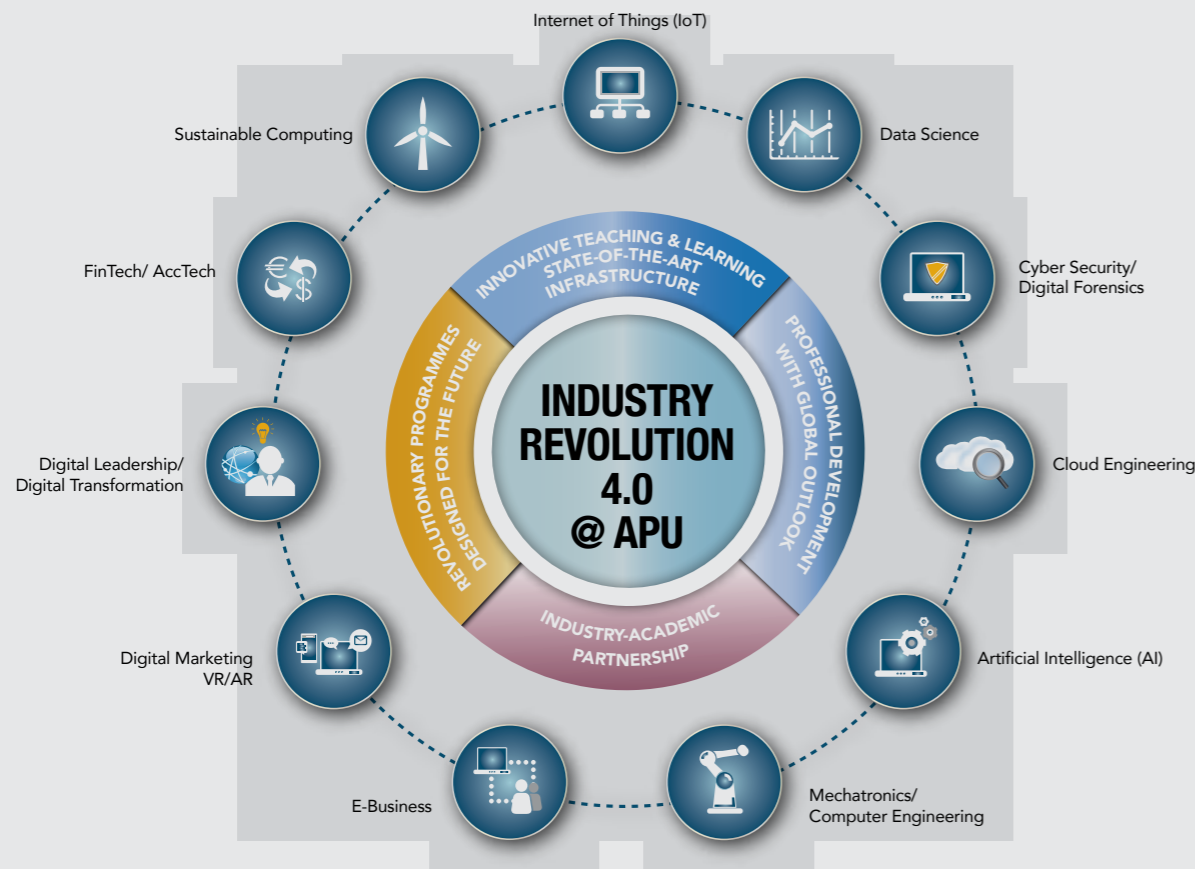 Internet of Things (IoT)
Sustainable Computing
Data Science
FinTech/ AccTech
Cyber Security/
Digital Forensics
Digital Leadership/
Digital Transformation
Cloud Engineering
Digital Marketing
VR/AR
Artificial Intelligence (AI)
E-Business
Mechatronics/
Computer Engineering
INNOVATIVE TEACHING & LEARNING
STATE-OF-THE-ART
INFRASTRUCTURE
PROFESSIONAL DEVELOPMENT
WITH GLOBAL OUTLOOK
INDUSTRY-ACADEMIC
PARTNERSHIP
REVOLUTIONARY PROGRAMMES
DESIGNED FOR THE FUTURE
INDUSTRY
REVOLUTION
4.0
@ APU